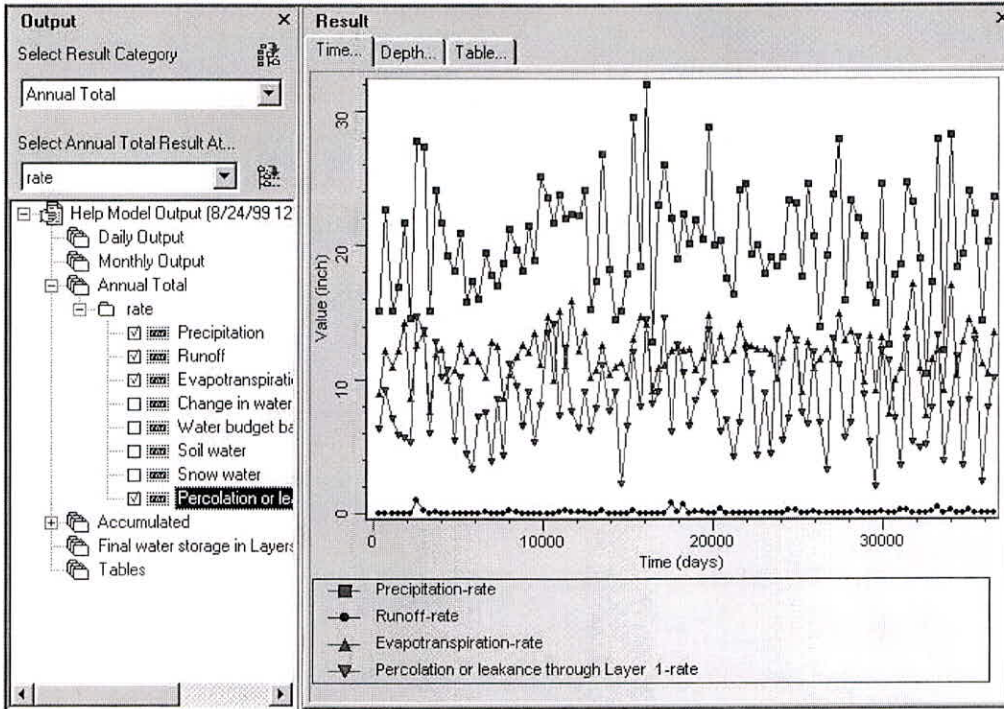 Output
Select Result Category
Annual Total
Select Annual Total Result At...
rate
Help Model Output (8/24/99 12
Daily Output
Monthly Output
Annual Total
rate
Precipitation
Runoff
Evapotranspirati
Change in water
Water budget ba
Soil water
Snow water
Percolation or le
Accumulated
Final water storage in Layers
Tables
Result
Time...
Depth...
Table...
Value (inch)
30
20
10
0
0 10000 20000 30000
Time (days)
Precipitation-rate
Runoff-rate
Evapotranspiration-rate
Percolation or leakance through Layer 1-rate